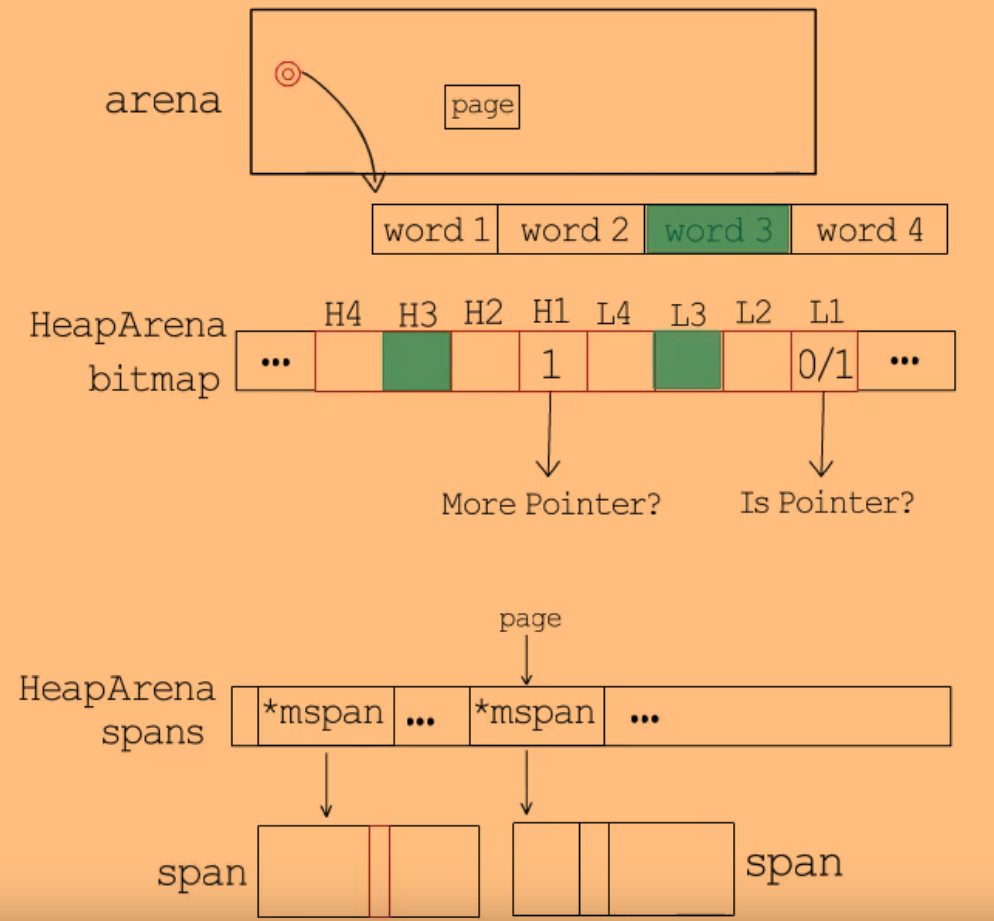 arena
page
word 1 word 2 word 3 word 4
HeapArena
bitmap
H4 H3 H2 H1 L4 L3 L2 L1
... 1 0/1 ...
More Pointer? Is Pointer?
page
HeapArena
spans
*mspan ... *mspan ...
span span